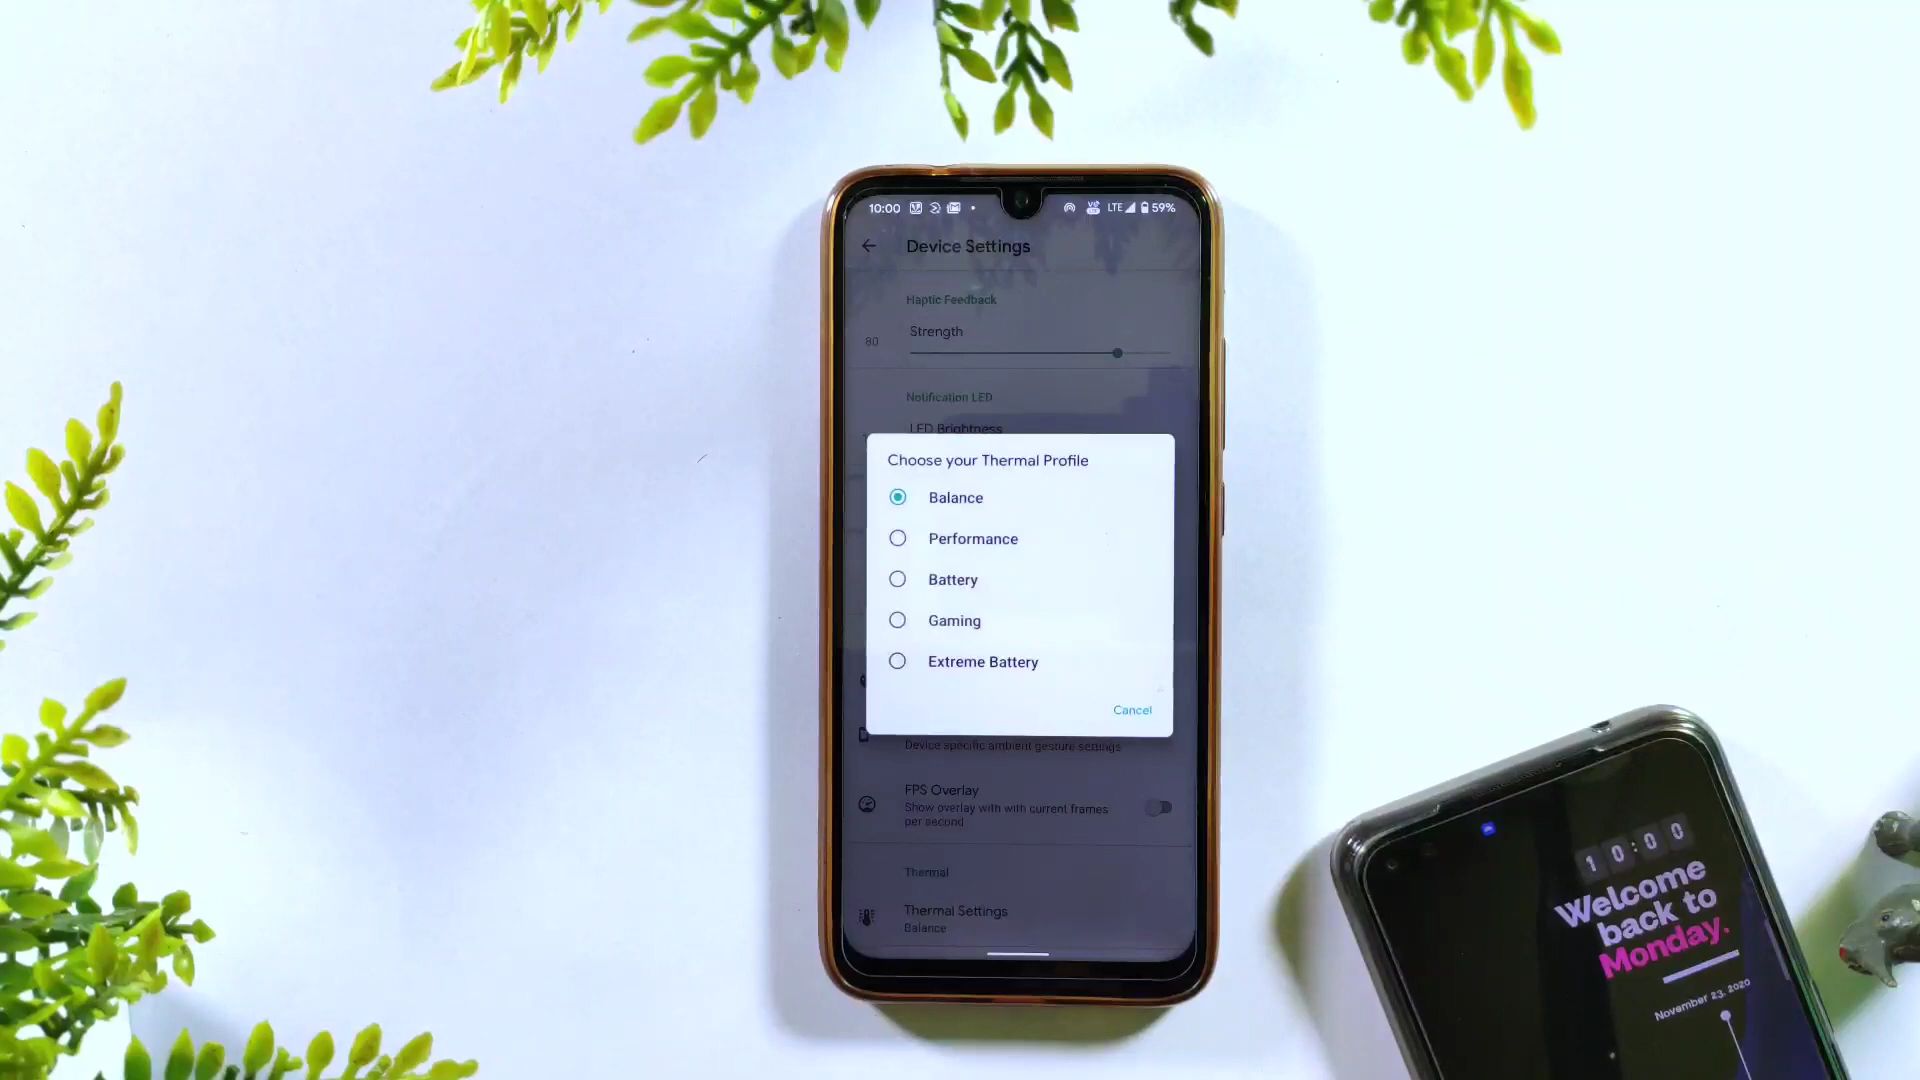 10:00 LTE 59%
Device Settings
Haptic Feedback
Strength
80
Notification LED
LED Brightness
Choose your Thermal Profile
Balance
Performance
Battery
Gaming
Extreme Battery
Cancel
Device specific ambient gesture settings
FPS Overlay
Show overlay with with current frames
per second
Thermal
Thermal Settings
Balance
10:00
Welcome
back to
Monday.
November 23, 2020